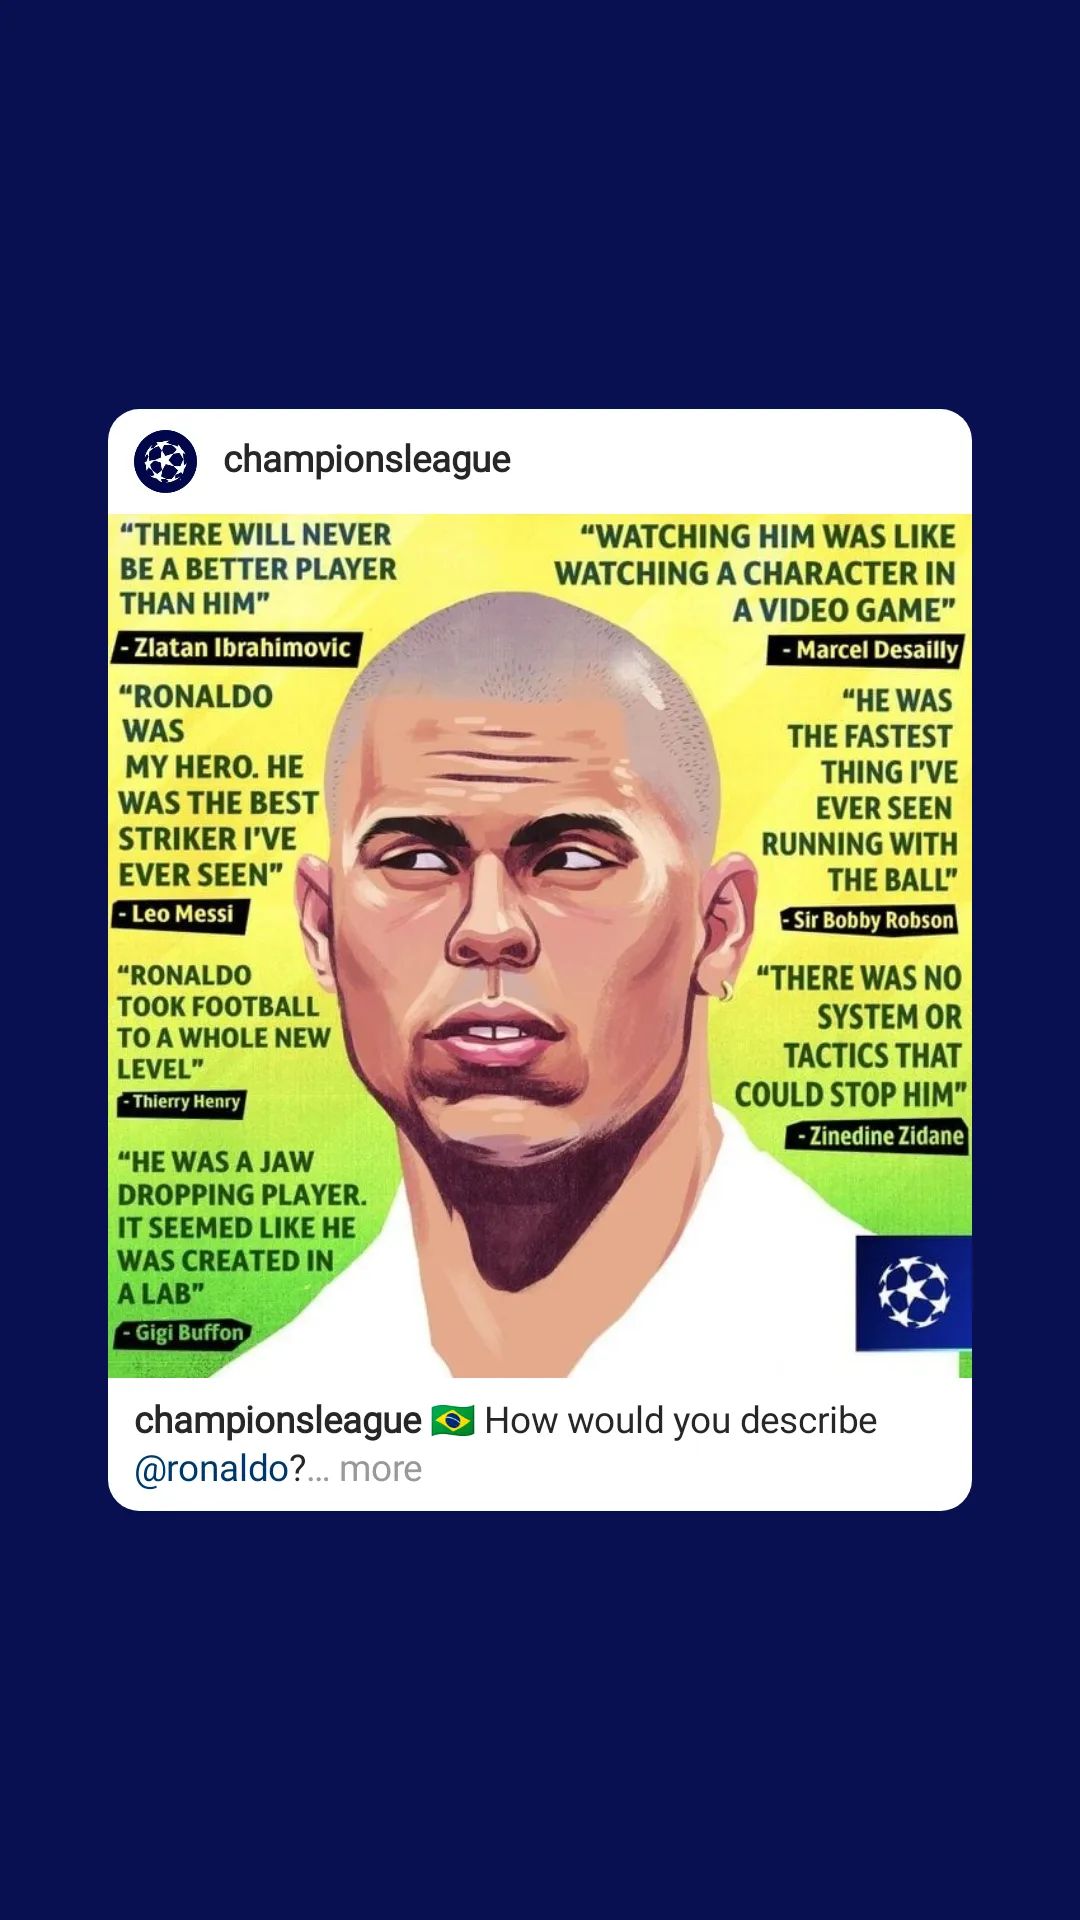 championsleague
“THERE WILL NEVER
BE A BETTER PLAYER
THAN HIM”
- Zlatan Ibrahimovic
“RONALDO
WAS
MY HERO. HE
WAS THE BEST
STRIKER I’VE
EVER SEEN”
- Leo Messi
“RONALDO
TOOK FOOTBALL
TO A WHOLE NEW
LEVEL”
- Thierry Henry
“HE WAS A JAW
DROPPING PLAYER.
IT SEEMED LIKE HE
WAS CREATED IN
A LAB”
- Gigi Buffon
“WATCHING HIM WAS LIKE
WATCHING A CHARACTER IN
A VIDEO GAME”
- Marcel Desailly
“HE WAS
THE FASTEST
THING I’VE
EVER SEEN
RUNNING WITH
THE BALL”
- Sir Bobby Robson
“THERE WAS NO
SYSTEM OR
TACTICS THAT
COULD STOP HIM”
- Zinedine Zidane
championsleague 🇧🇷 How would you describe
@ronaldo?... more